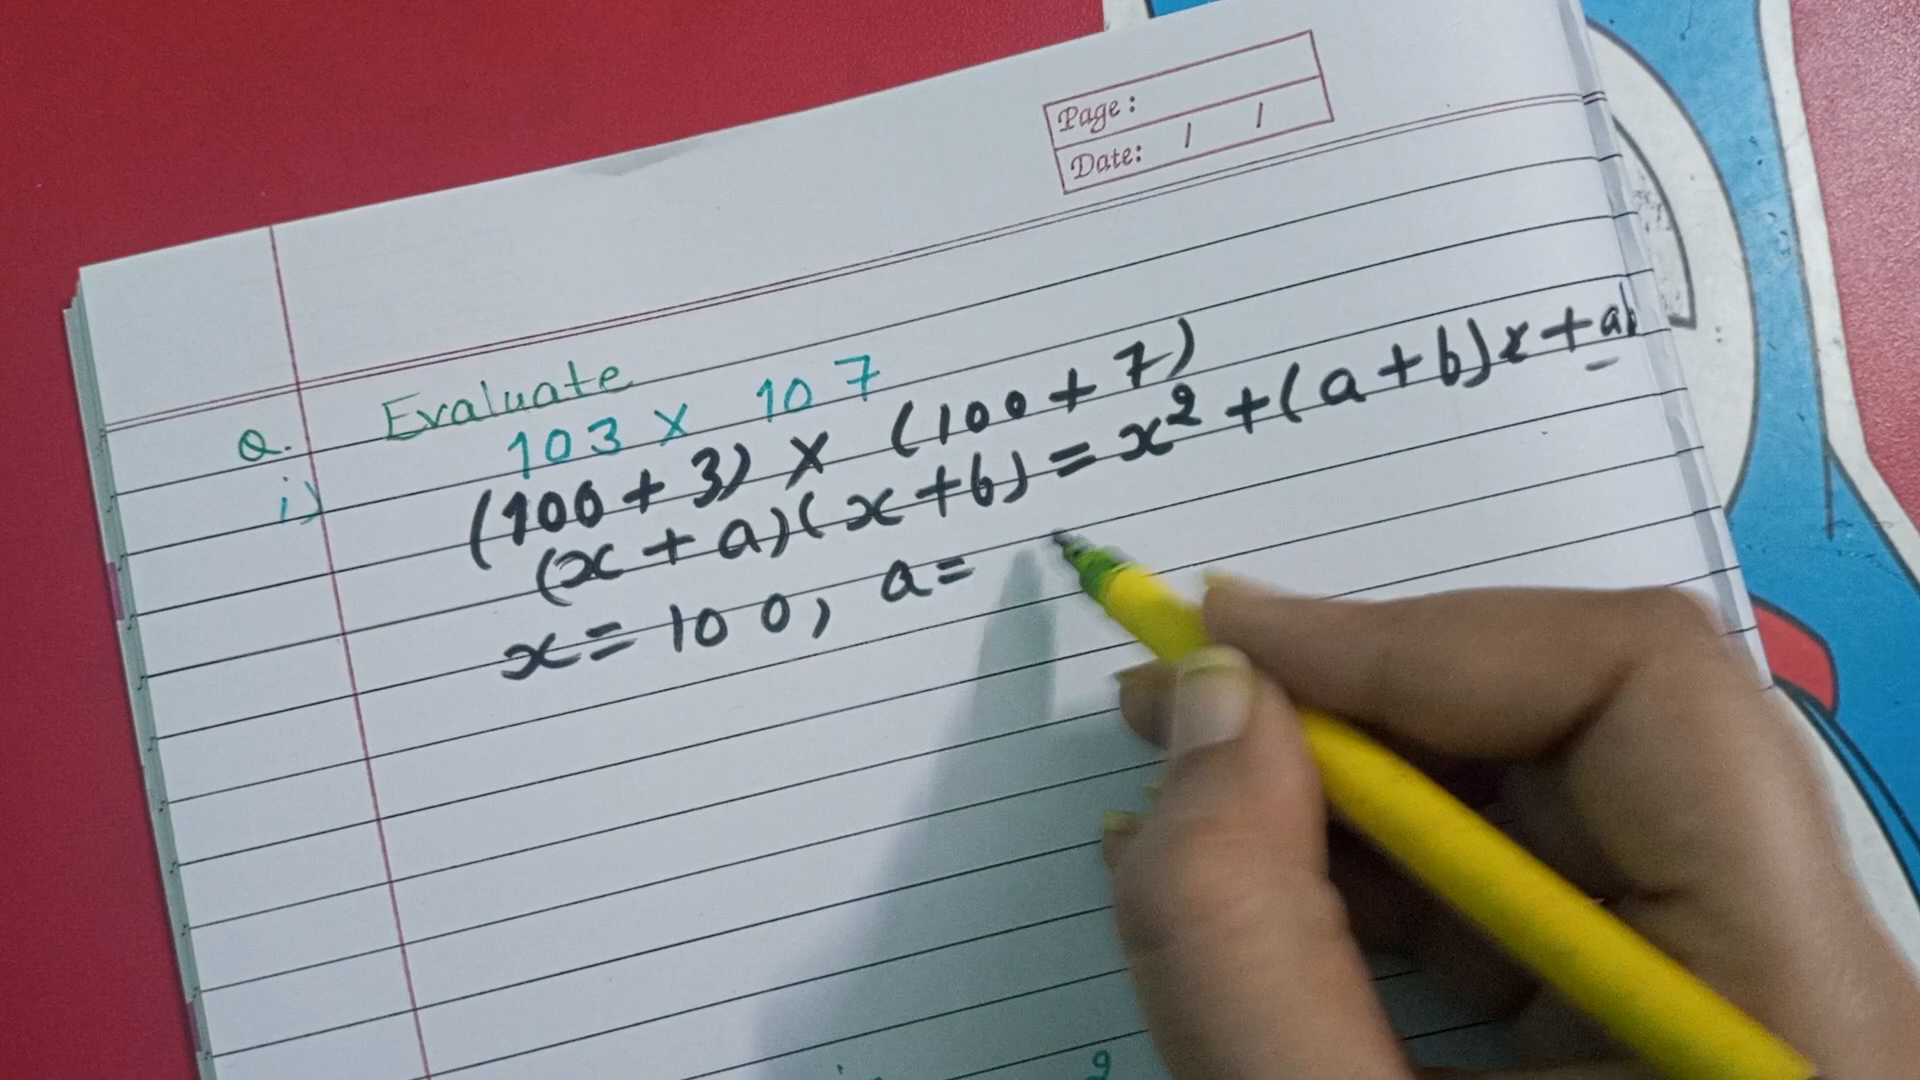 Page:
Date: / /
Q. Evaluate
i) 103 × 107
(100 + 3) × (100 + 7)
(x + a)(x + b) = x² + (a + b)x + ab
x = 100, a =